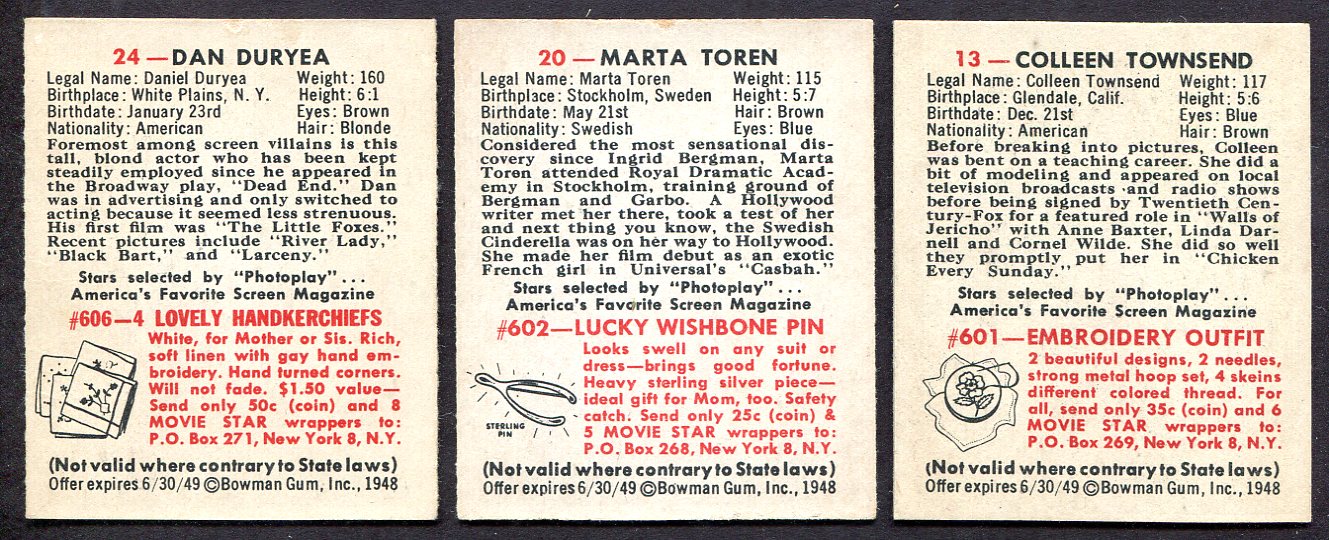 24 — DAN DURYEA
Legal Name: Daniel Duryea Weight: 160
Birthplace: White Plains, N. Y. Height: 6:1
Birthdate: January 23rd Eyes: Brown
Nationality: American Hair: Blonde
Foremost among screen villains is this
tall, blond actor who has been kept
steadily employed since he appeared in
the Broadway play, "Dead End." Dan
was in advertising and only switched to
acting because it seemed less strenuous.
His first film was "The Little Foxes."
Recent pictures include "River Lady,"
"Black Bart," and "Larceny."
Stars selected by "Photoplay" ...
America's Favorite Screen Magazine
#606—4 LOVELY HANDKERCHIEFS
White, for Mother or Sis. Rich,
soft linen with gay hand em-
broidery. Hand turned corners.
Will not fade. $1.50 value—
Send only 50c (coin) and 8
MOVIE STAR wrappers to:
P.O. Box 271, New York 8, N.Y.
(Not valid where contrary to State laws)
Offer expires 6/30/49 ©Bowman Gum, Inc., 1948
20 — MARTA TOREN
Legal Name: Marta Toren Weight: 115
Birthplace: Stockholm, Sweden Height: 5:7
Birthdate: May 21st Hair: Brown
Nationality: Swedish Eyes: Blue
Considered the most sensational dis-
covery since Ingrid Bergman, Marta
Toren attended Royal Dramatic Acad-
emy in Stockholm, training ground of
Bergman and Garbo. A Hollywood
writer met her there, took a test of her
and next thing you know, the Swedish
Cinderella was on her way to Hollywood.
She made her film debut as an exotic
French girl in Universal's "Casbah."
Stars selected by "Photoplay" ...
America's Favorite Screen Magazine
#602—LUCKY WISHBONE PIN
Looks swell on any suit or
dress—brings good fortune.
Heavy sterling silver piece—
ideal gift for Mom, too. Safety
catch. Send only 25c (coin) &
5 MOVIE STAR wrappers to:
P.O. Box 268, New York 8, N.Y.
STERLING
PIN
(Not valid where contrary to State laws)
Offer expires 6/30/49 ©Bowman Gum, Inc., 1948
13 — COLLEEN TOWNSEND
Legal Name: Colleen Townsend Weight: 117
Birthplace: Glendale, Calif. Height: 5:6
Birthdate: Dec. 21st Eyes: Blue
Nationality: American Hair: Brown
Before breaking into pictures, Colleen
was bent on a teaching career. She did a
bit of modeling and appeared on local
television broadcasts and radio shows
before being signed by Twentieth Cen-
tury-Fox for a featured role in "Walls of
Jericho" with Anne Baxter, Linda Dar-
nell and Cornel Wilde. She did so well
they promptly put her in "Chicken
Every Sunday."
Stars selected by "Photoplay" ...
America's Favorite Screen Magazine
#601—EMBROIDERY OUTFIT
2 beautiful designs, 2 needles,
strong metal hoop set, 4 skeins
different colored thread. For
all, send only 35c (coin) and 6
MOVIE STAR wrappers to:
P.O. Box 269, New York 8, N.Y.
(Not valid where contrary to State laws)
Offer expires 6/30/49 ©Bowman Gum, Inc., 1948